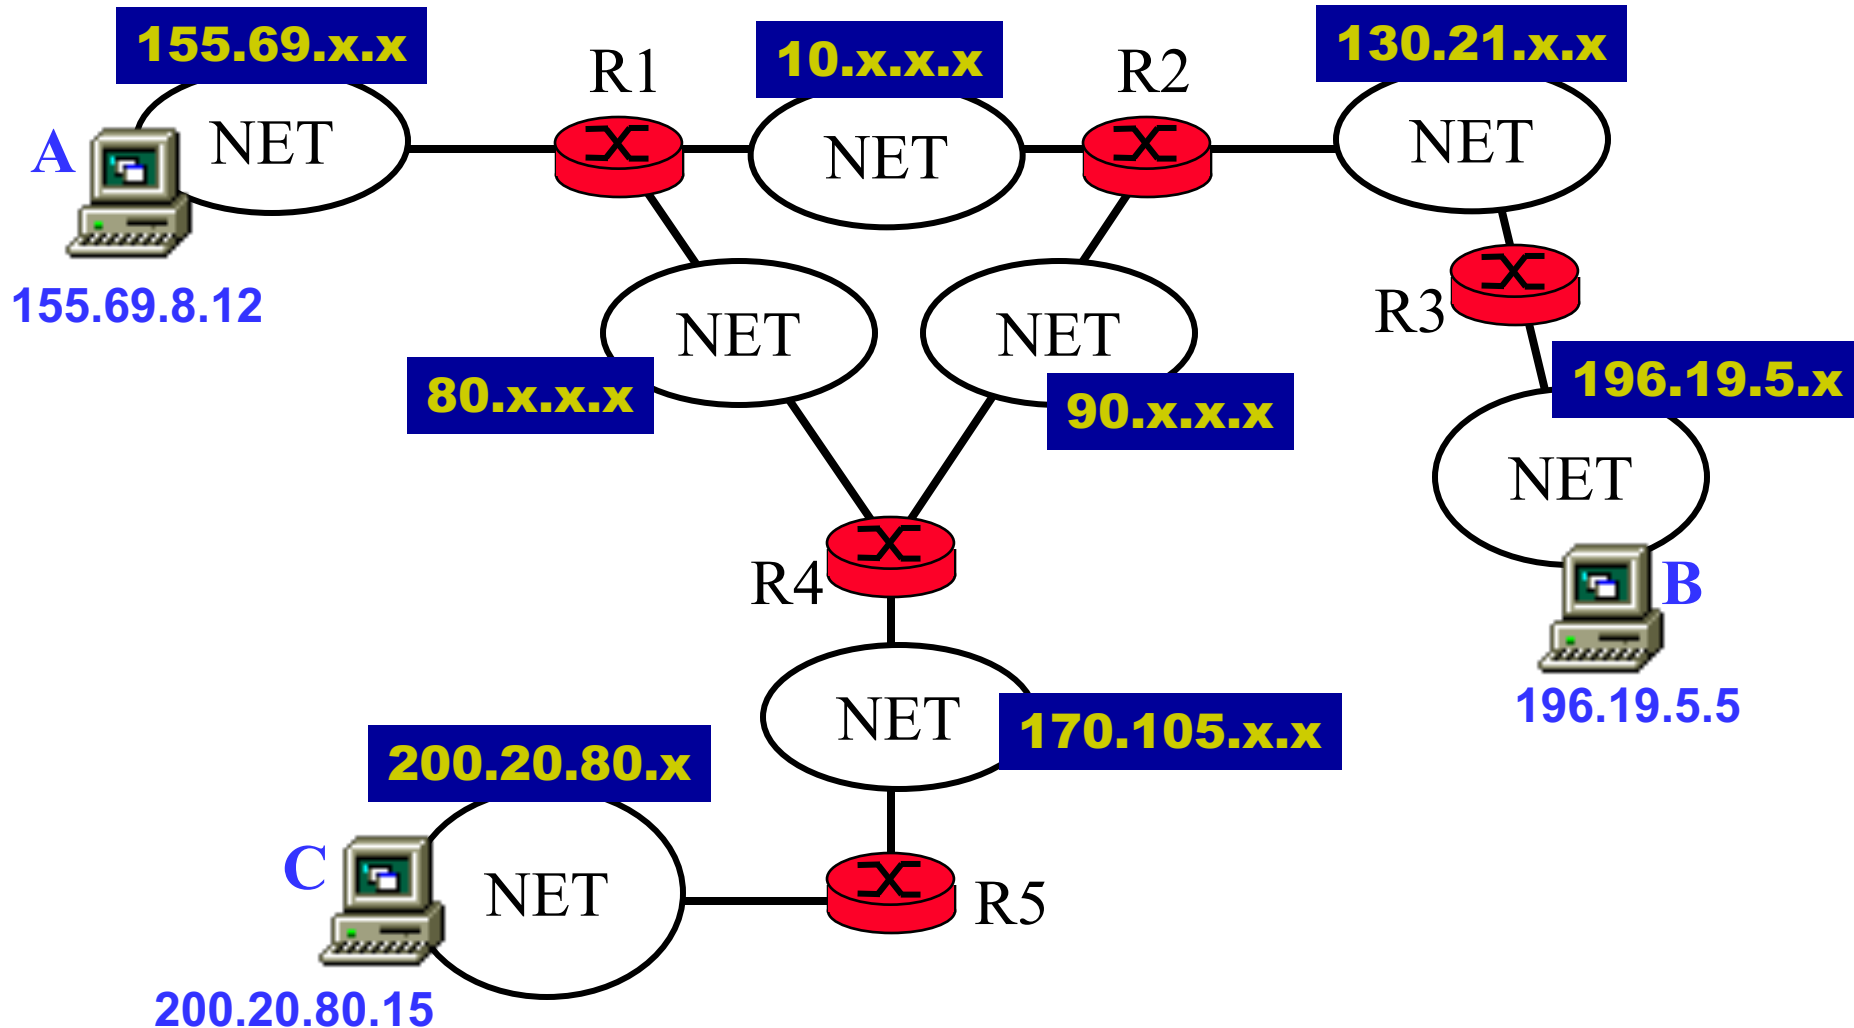 155.69.x.x
R1
10.x.x.x
R2
130.21.x.x
A
NET
NET
NET
155.69.8.12
NET
NET
R3
80.x.x.x
90.x.x.x
196.19.5.x
NET
R4
B
196.19.5.5
NET
170.105.x.x
200.20.80.x
C
NET
R5
200.20.80.15